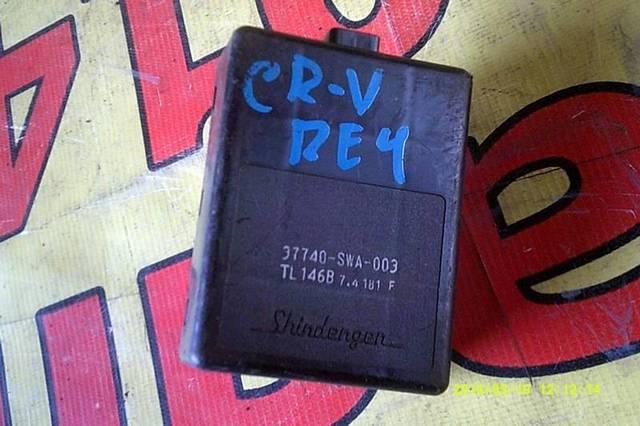 CR-V
RE4
37740-SWA-003
TL146B 7.4 181 F
Shindengen